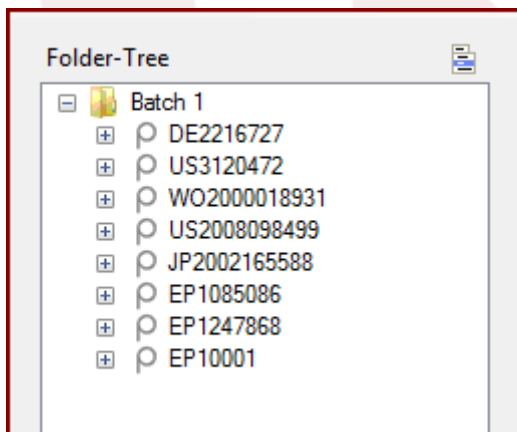 Folder-Tree
Batch 1
DE2216727
US3120472
WO2000018931
US2008098499
JP2002165588
EP1085086
EP1247868
EP10001